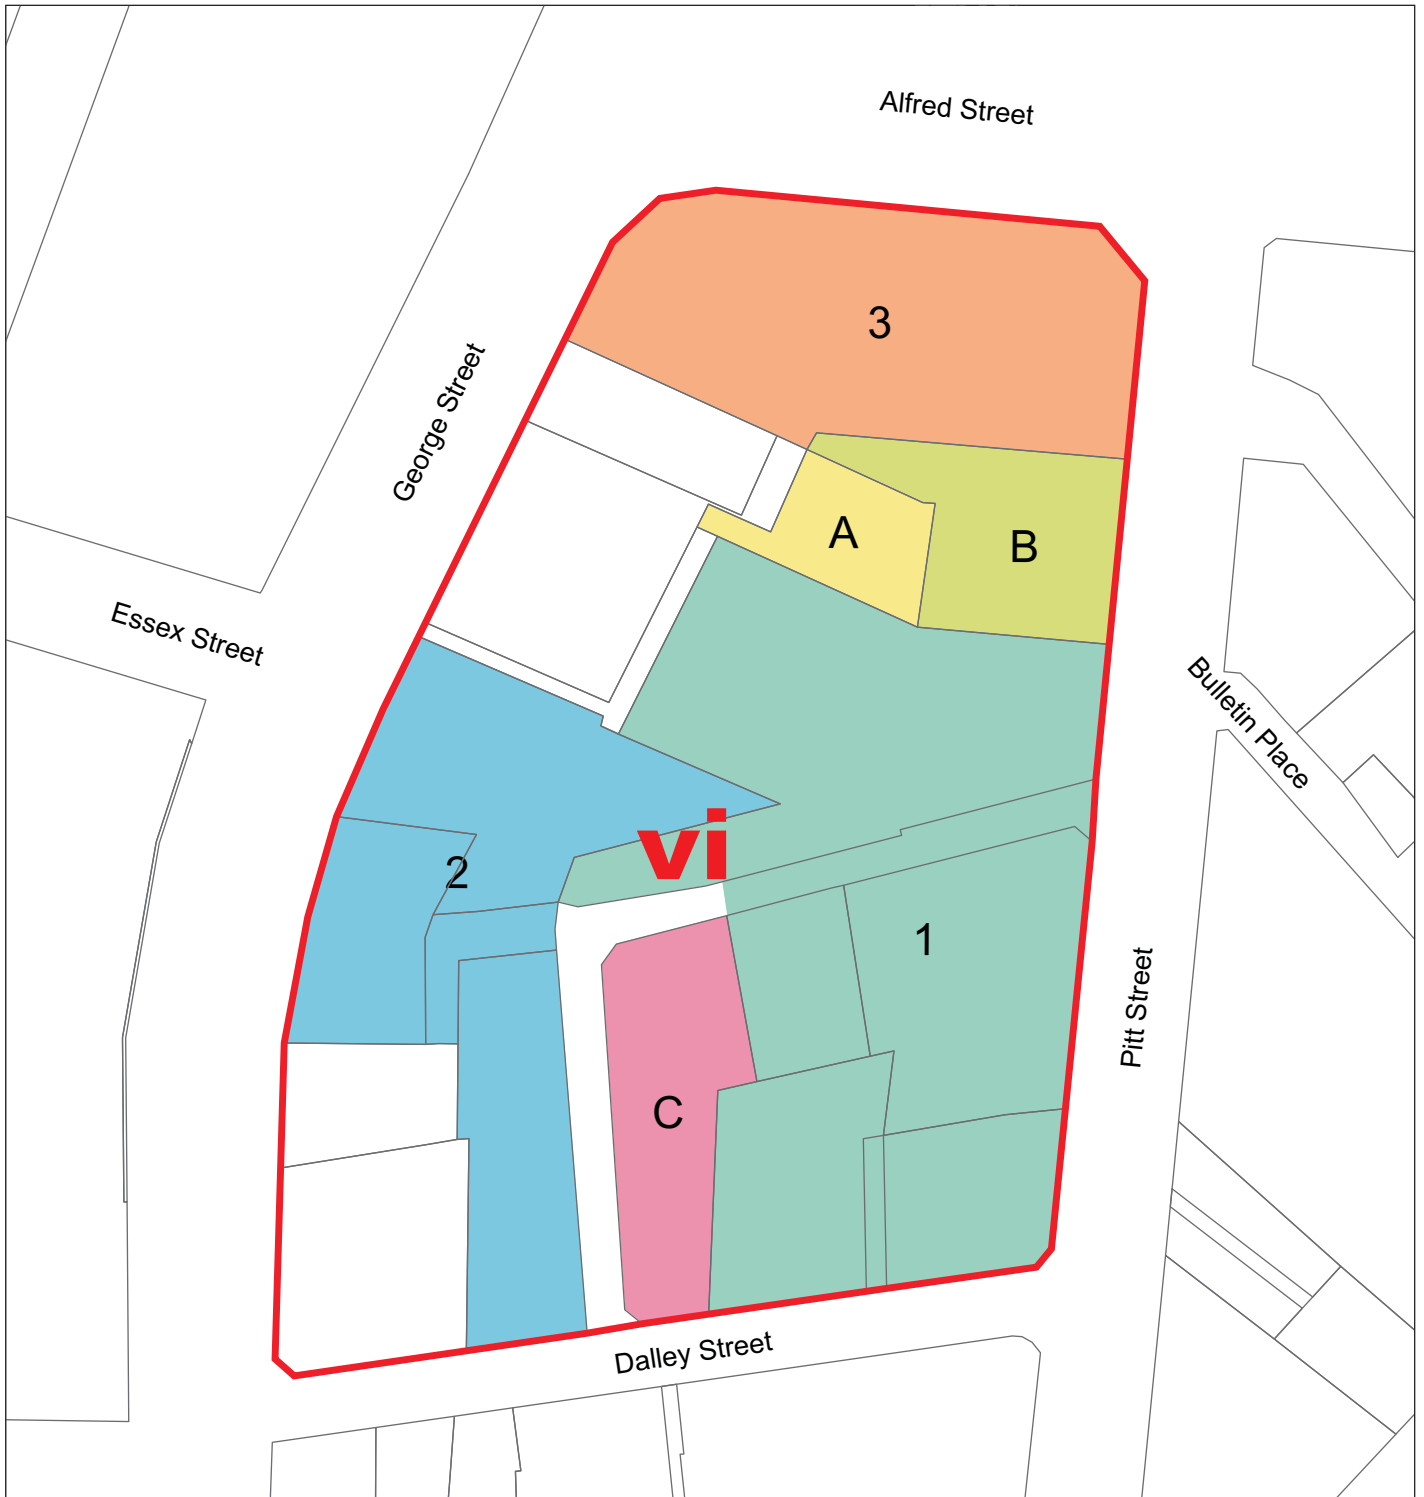 Alfred Street
3
George Street
A
B
Essex Street
Bulletin Place
vi
2
1
Pitt Street
C
Dalley Street